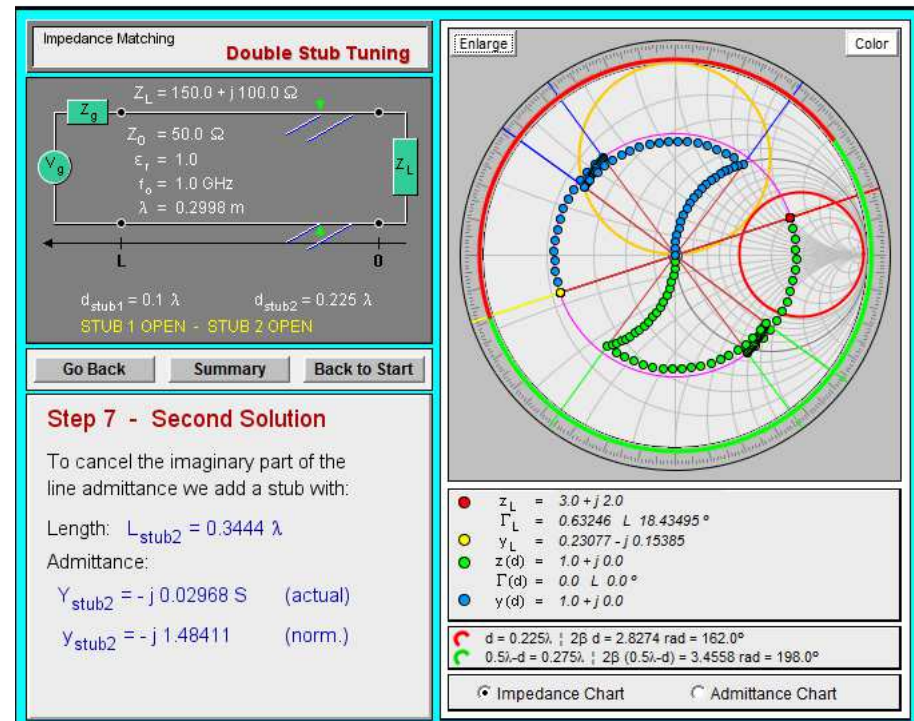 Impedance Matching
Double Stub Tuning
Z_L = 150.0 + j 100.0 Ω
Z_g
Z_0 = 50.0 Ω
V_g
ε_r = 1.0
Z_L
f_o = 1.0 GHz
λ = 0.2998 m
L
0
d_stub1 = 0.1 λ d_stub2 = 0.225 λ
STUB 1 OPEN - STUB 2 OPEN
Go Back Summary Back to Start
Step 7 - Second Solution
To cancel the imaginary part of the
line admittance we add a stub with:
Length: L_stub2 = 0.3444 λ
Admittance:
Y_stub2 = - j 0.02968 S (actual)
y_stub2 = - j 1.48411 (norm.)
Enlarge
Color
z_L = 3.0 + j 2.0
Γ_L = 0.63246 L 18.43495 º
y_L = 0.23077 - j 0.15385
z(d) = 1.0 + j 0.0
Γ(d) = 0.0 L 0.0 º
y(d) = 1.0 + j 0.0
d = 0.225λ ¦ 2β d = 2.8274 rad = 162.0º
0.5λ-d = 0.275λ ¦ 2β (0.5λ-d) = 3.4558 rad = 198.0º
Impedance Chart Admittance Chart